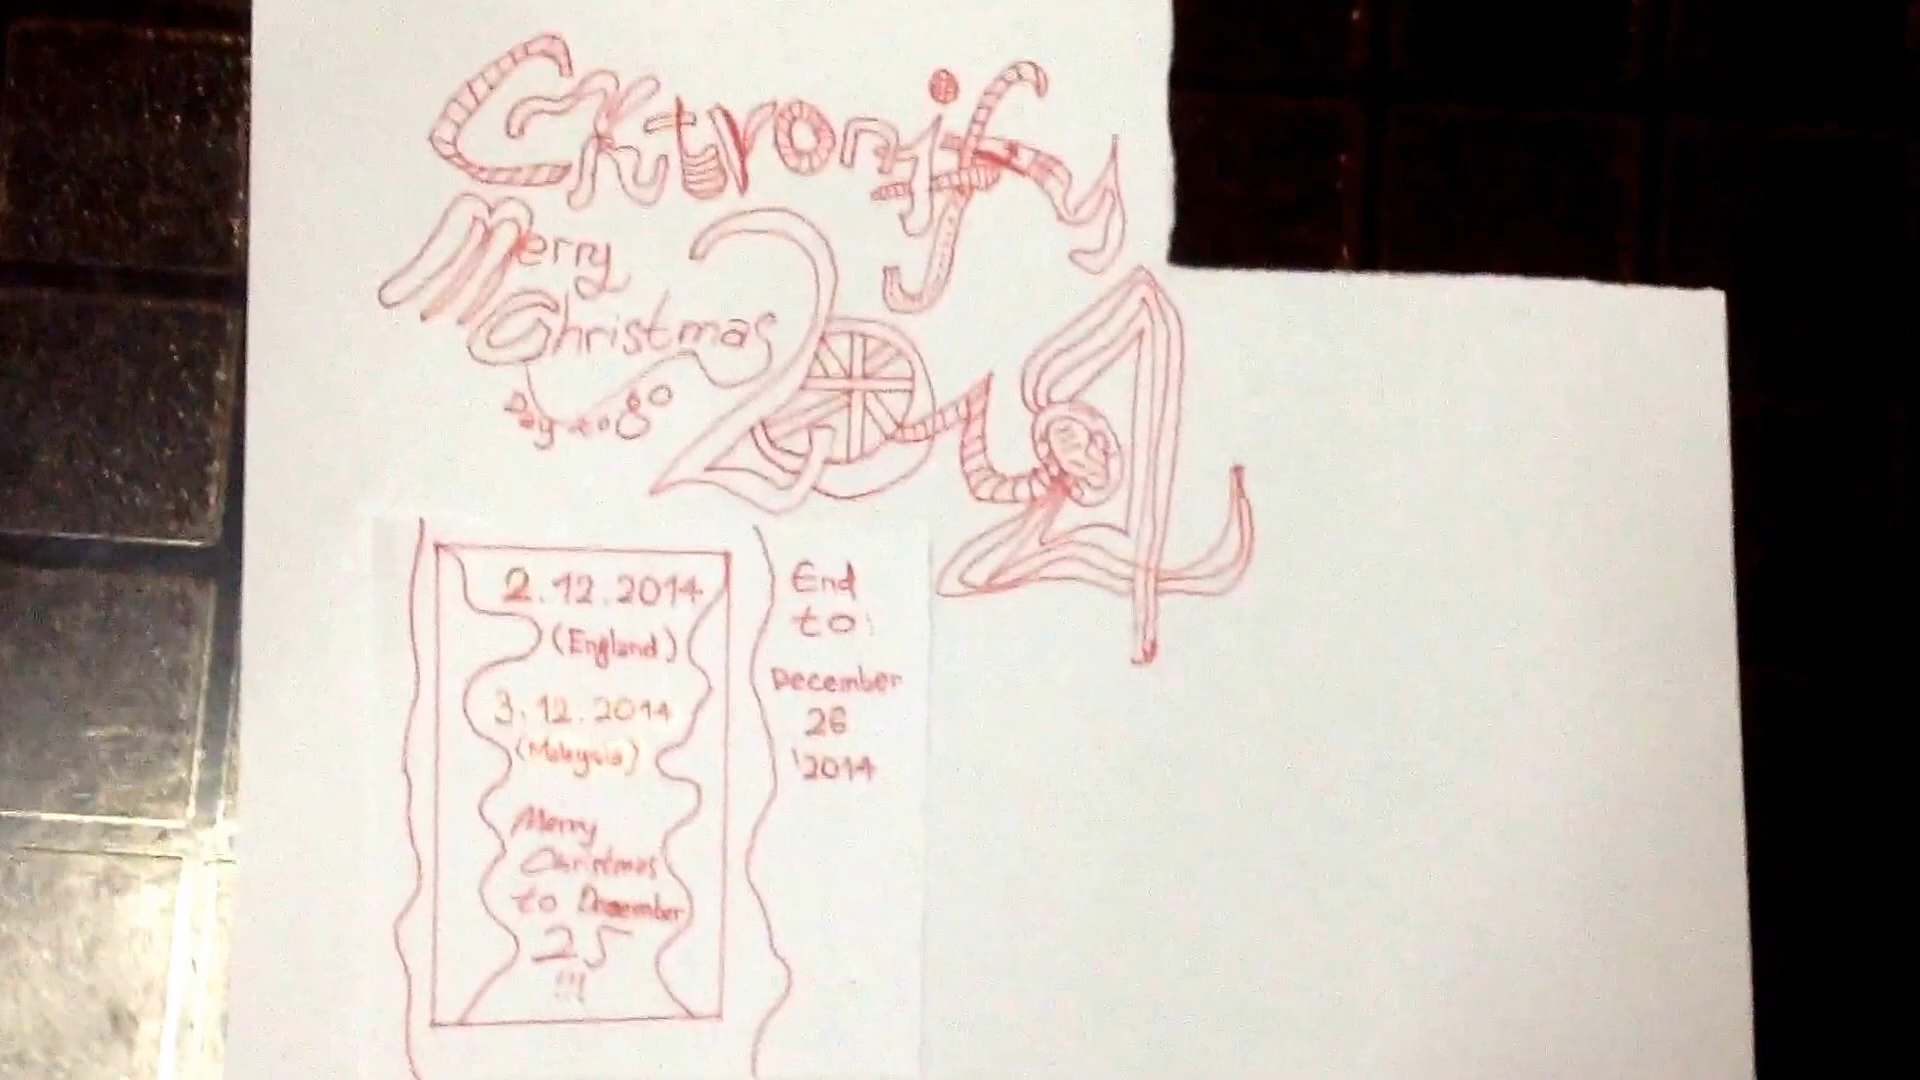 Merry
Christmas
2014
2.12.2014
(England)
3.12.2014
(Malaysia)
Merry
Christmas
to December
25
!!!
End
to:
December
26
'2014